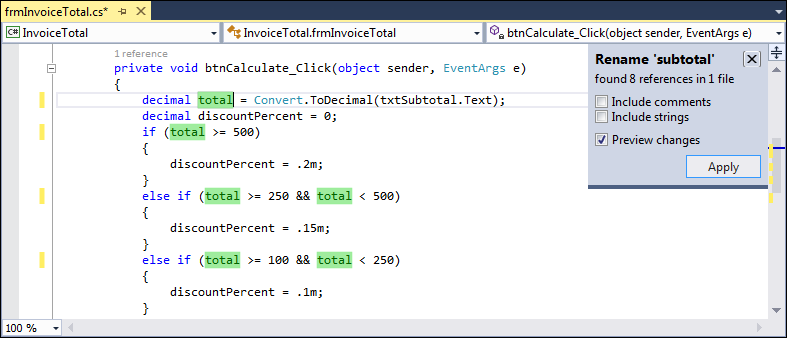 frmInvoiceTotal.cs*
InvoiceTotal
InvoiceTotal.frmInvoiceTotal
btnCalculate_Click(object sender, EventArgs e)
1 reference
private void btnCalculate_Click(object sender, EventArgs e)
{
decimal total = Convert.ToDecimal(txtSubtotal.Text);
decimal discountPercent = 0;
if (total >= 500)
{
discountPercent = .2m;
}
else if (total >= 250 && total < 500)
{
discountPercent = .15m;
}
else if (total >= 100 && total < 250)
{
discountPercent = .1m;
}
Rename 'subtotal'
found 8 references in 1 file
Include comments
Include strings
Preview changes
Apply
100 %